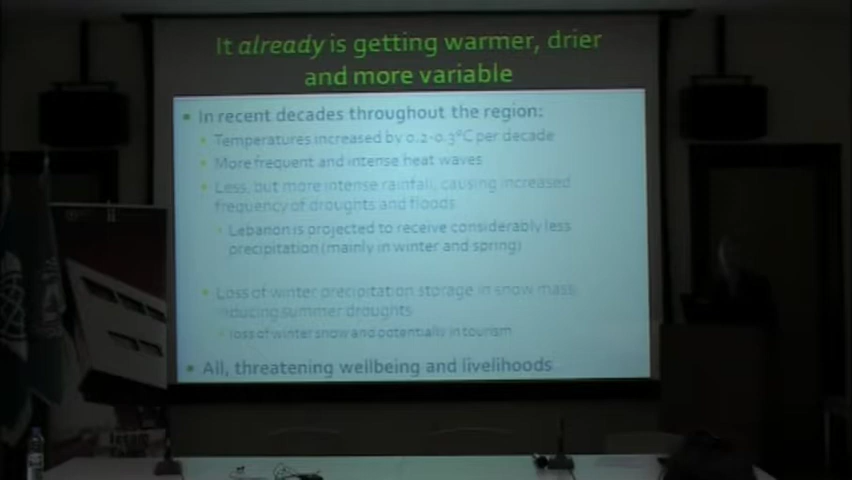 It already is getting warmer, drier
and more variable
In recent decades throughout the region:
Temperatures increased by 0.2-0.3°C per decade
More frequent and intense heat waves
Less, but more intense rainfall, causing increased
frequency of droughts and floods
Lebanon is projected to receive considerably less
precipitation (mainly in winter and spring)
Loss of winter precipitation storage in snow mass
inducing summer droughts
loss of winter snow and potentially in tourism
All, threatening wellbeing and livelihoods